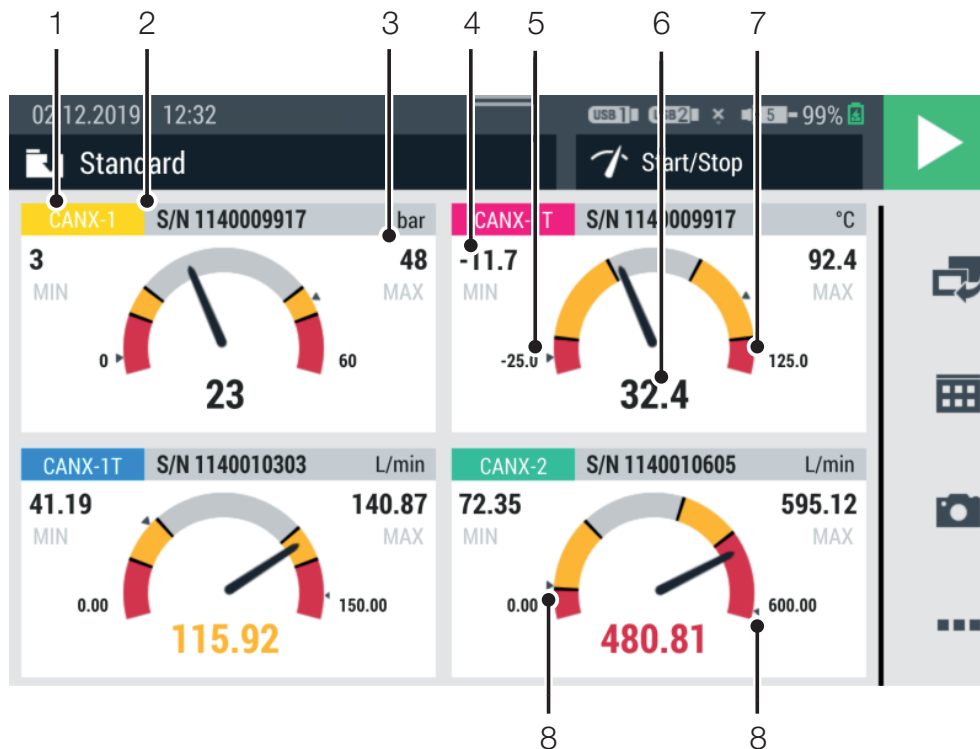 1 2 3 4 5 6 7
02.12.2019 12:32 USB 1 USB 2 5 99%
Standard Start/Stop
CANX-1 S/N 1140009917 bar
3 48
MIN MAX
0 60
23
CANX-1T S/N 1140009917 °C
-11.7 92.4
MIN MAX
-25.0 125.0
32.4
CANX-1T S/N 1140010303 L/min
41.19 140.87
MIN MAX
0.00 150.00
115.92
CANX-2 S/N 1140010605 L/min
72.35 595.12
MIN MAX
0.00 600.00
480.81
8 8